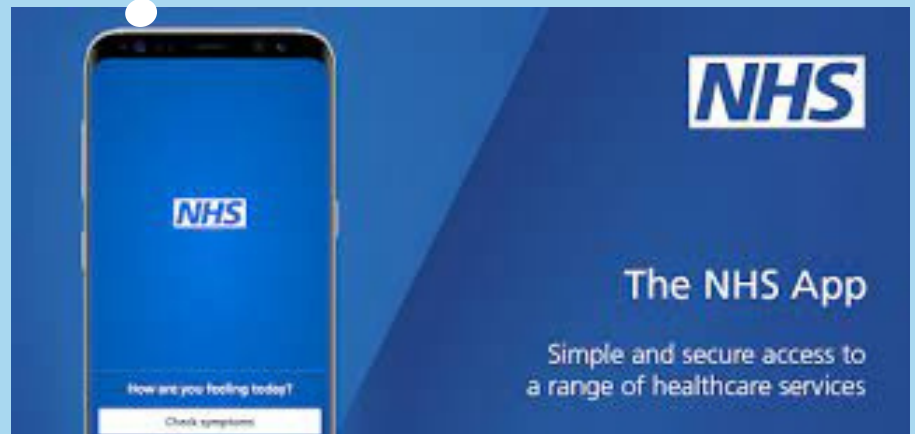 NHS
How are you feeling today?
Check symptoms
NHS
The NHS App
Simple and secure access to
a range of healthcare services